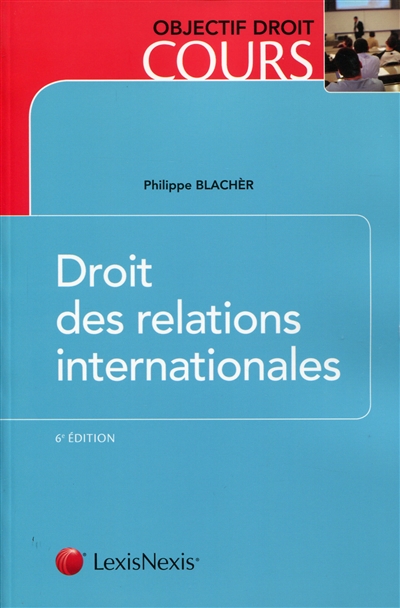 OBJECTIF DROIT
COURS
Philippe BLACHÈR
Droit
des relations
internationales
6e ÉDITION
LexisNexis®